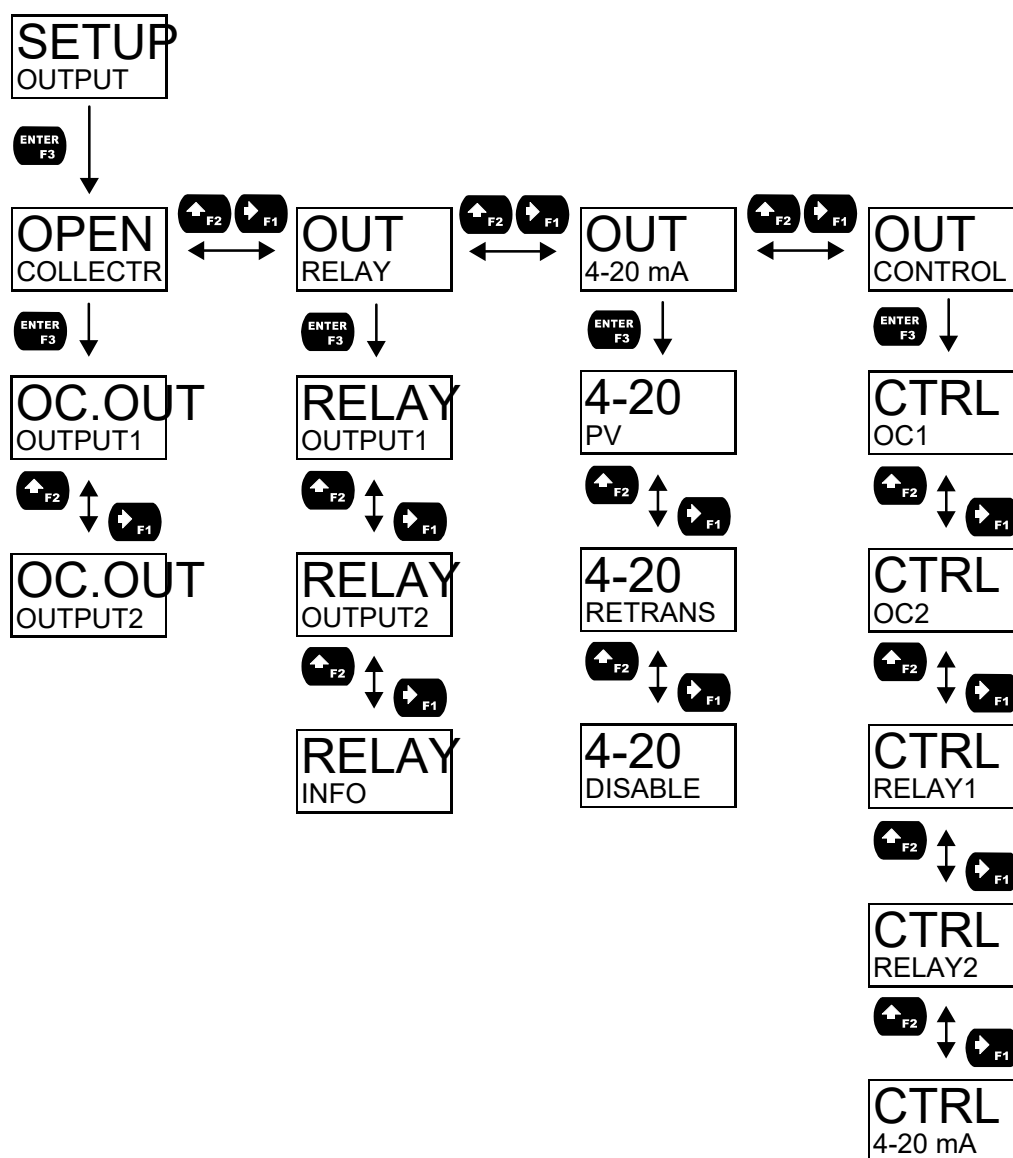 SETUP
OUTPUT
ENTER
F3
F2 F1 F2 F1 F2 F1
OPEN OUT OUT OUT
COLLECTR RELAY 4-20 mA CONTROL
ENTER ENTER ENTER ENTER
F3 F3 F3 F3
OC.OUT RELAY 4-20 CTRL
OUTPUT1 OUTPUT1 PV OC1
F2 F2 F2 F2
F1 F1 F1 F1
OC.OUT RELAY 4-20 CTRL
OUTPUT2 OUTPUT2 RETRANS OC2
F2 F2 F2
F1 F1 F1
RELAY 4-20 CTRL
INFO DISABLE RELAY1
F2
F1
CTRL
RELAY2
F2
F1
CTRL
4-20 mA